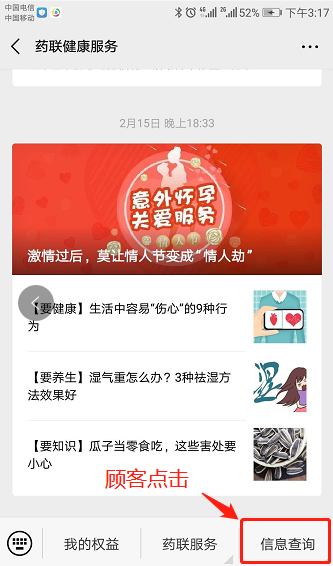 中国电信
中国移动
4G 2G 52% 下午3:17
药联健康服务
2月15日 晚上18:33
意外怀孕
关爱服务
情人节
激情过后，莫让情人节变成“情人劫”
【要健康】生活中容易“伤心”的9种行
为
【要养生】湿气重怎么办？3种祛湿方
法效果好
【要知识】瓜子当零食吃，这些害处要
小心
顾客点击
我的权益
药联服务
信息查询